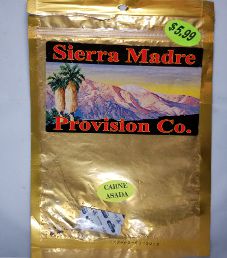 $5.99
Sierra Madre
Provision Co.
CARNE
ASADA